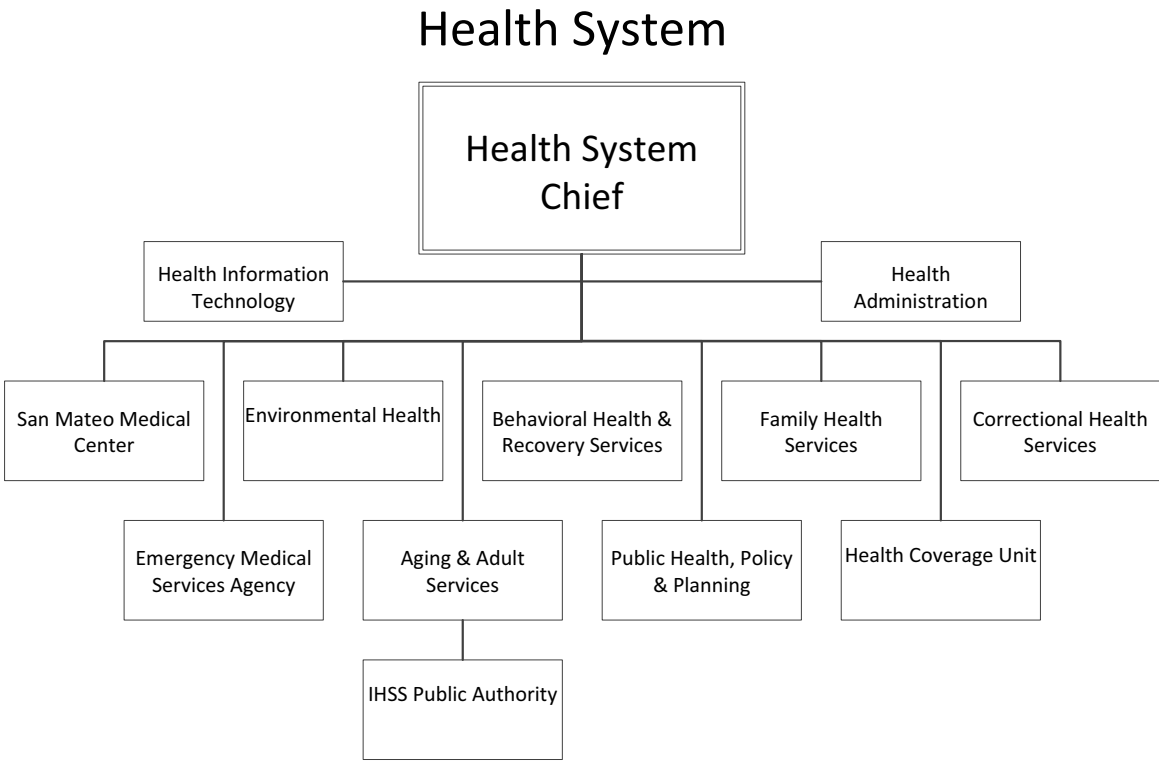 Health System
Health System
Chief
Health Information
Technology
Health
Administration
San Mateo Medical
Center
Environmental Health
Behavioral Health &
Recovery Services
Family Health
Services
Correctional Health
Services
Emergency Medical
Services Agency
Aging & Adult
Services
Public Health, Policy
& Planning
Health Coverage Unit
IHSS Public Authority